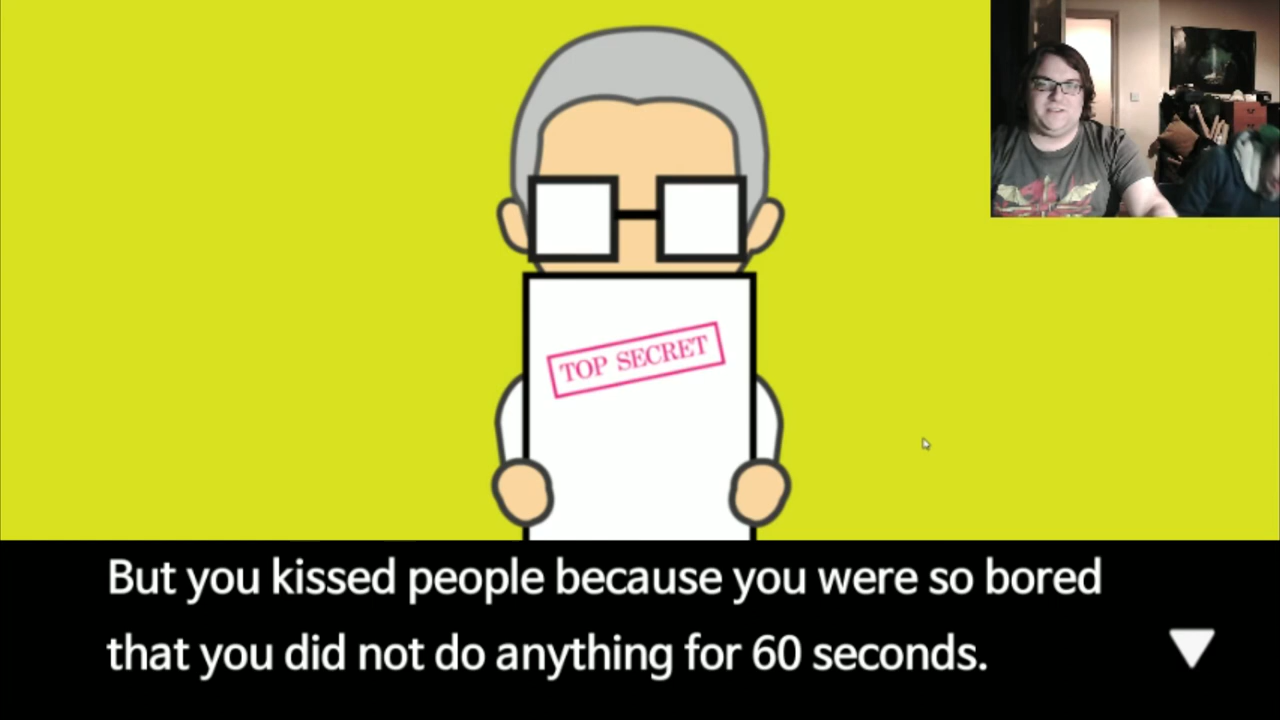 TOP SECRET
But you kissed people because you were so bored
that you did not do anything for 60 seconds.